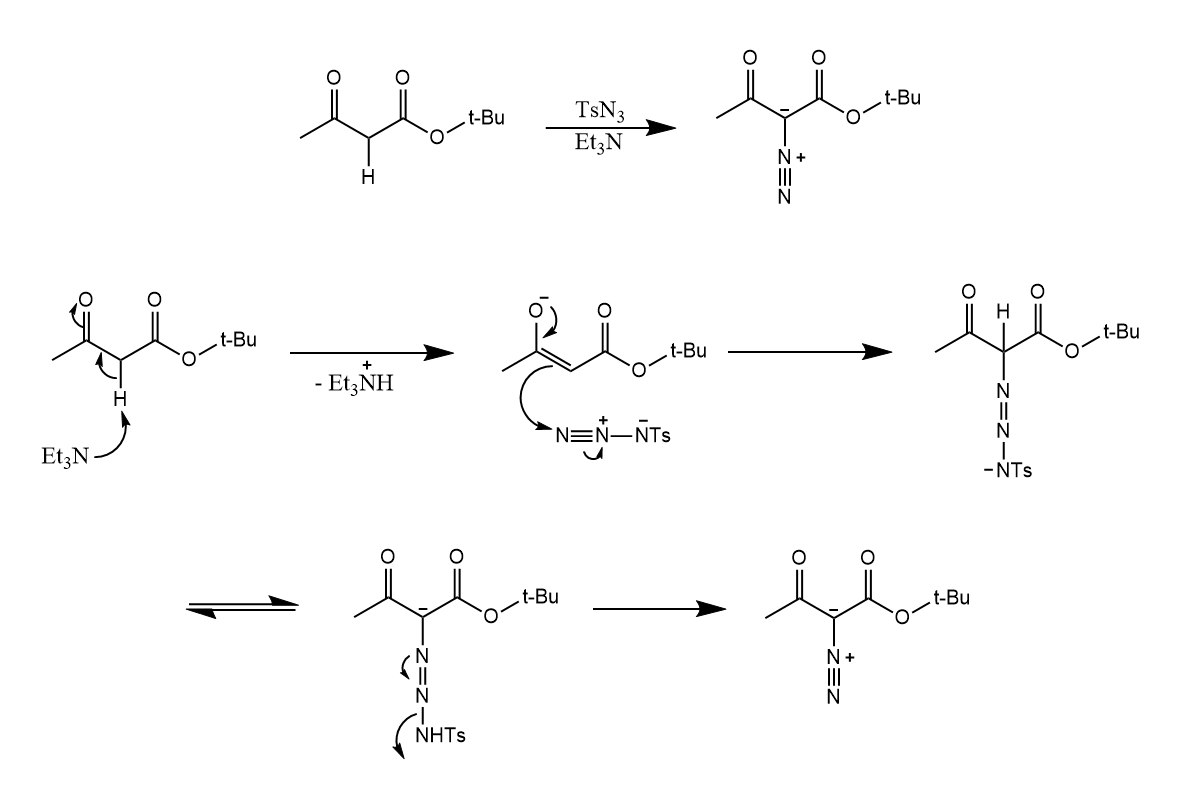 O O O O
t-Bu TsN₃ t-Bu
O Et₃N - O
H N +
N
O O O⁻ O O H O
t-Bu t-Bu t-Bu
O + O O
H - Et₃NH N
Et₃N N≡N⁺—N⁻Ts N
−NTs
O O O O
t-Bu t-Bu
- O - O
N N +
N N
NHTs